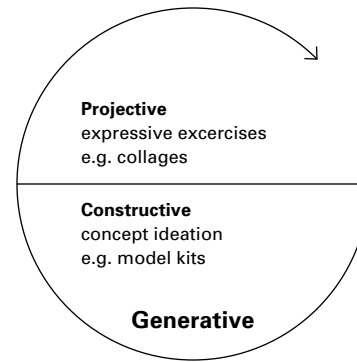 Projective
expressive excercises
e.g. collages
Constructive
concept ideation
e.g. model kits
Generative